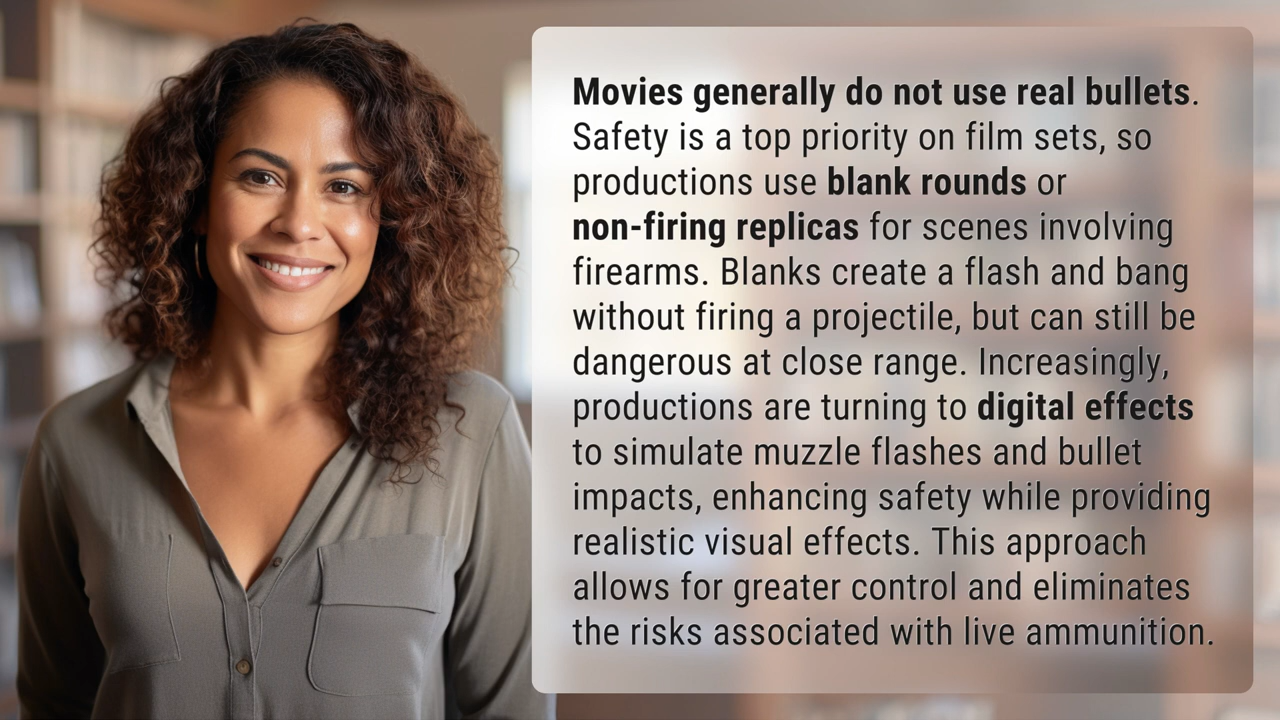 Movies generally do not use real bullets.
Safety is a top priority on film sets, so
productions use blank rounds or
non-firing replicas for scenes involving
firearms. Blanks create a flash and bang
without firing a projectile, but can still be
dangerous at close range. Increasingly,
productions are turning to digital effects
to simulate muzzle flashes and bullet
impacts, enhancing safety while providing
realistic visual effects. This approach
allows for greater control and eliminates
the risks associated with live ammunition.